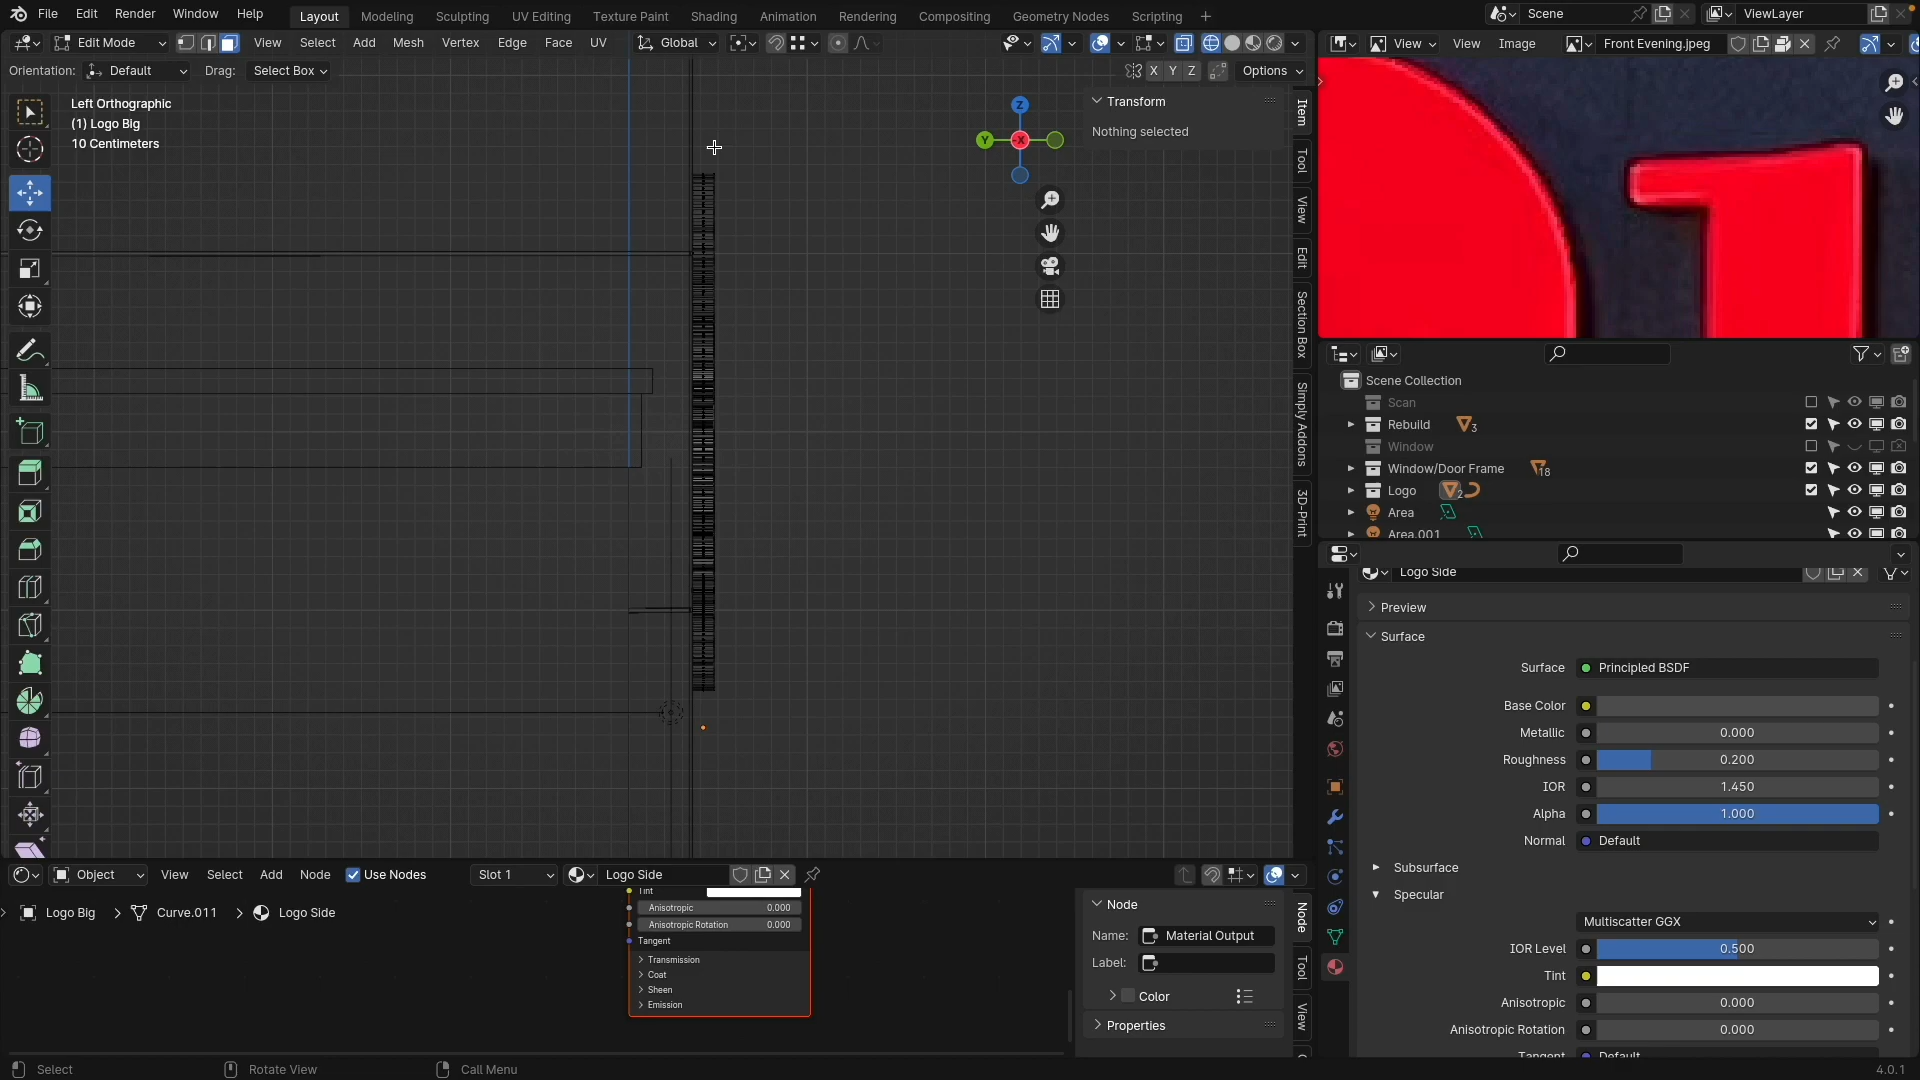 File Edit Render Window Help Layout Modeling Sculpting UV Editing Texture Paint Shading Animation Rendering Compositing Geometry Nodes Scripting + Scene ViewLayer
Edit Mode View Select Add Mesh Vertex Edge Face UV Global View View Image Front Evening.jpeg
Orientation: Default Drag: Select Box X Y Z Options
Left Orthographic
(1) Logo Big
10 Centimeters
Z
Y
X
Transform
Nothing selected
Item
Tool
View
Edit
Section Box
Simply Addons
3D-Print
Scene Collection
Scan
Rebuild 3
Window
Window/Door Frame 18
Logo 2
Area
Area.001
Logo Side
Preview
Surface
Surface Principled BSDF
Base Color
Metallic 0.000
Roughness 0.200
IOR 1.450
Alpha 1.000
Normal Default
Subsurface
Specular
Multiscatter GGX
IOR Level 0.500
Tint
Anisotropic 0.000
Anisotropic Rotation 0.000
Tangent Default
Object View Select Add Node Use Nodes Slot 1 Logo Side
Logo Big > Curve.011 > Logo Side
Tint
Anisotropic 0.000
Anisotropic Rotation 0.000
Tangent
Transmission
Coat
Sheen
Emission
Node
Name: Material Output
Label:
Color
Properties
Node
Tool
View
Select Rotate View Call Menu 4.0.1